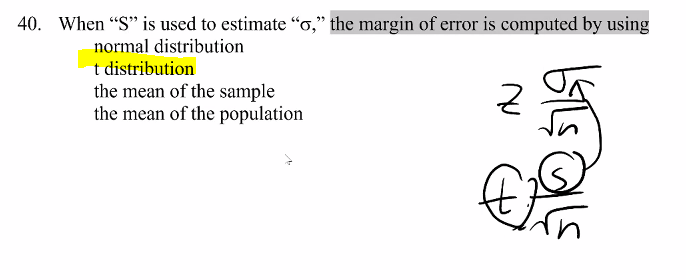 40. When “S” is used to estimate “σ,” the margin of error is computed by using
normal distribution
t distribution
the mean of the sample
the mean of the population
z σ/√n
t · s/√n